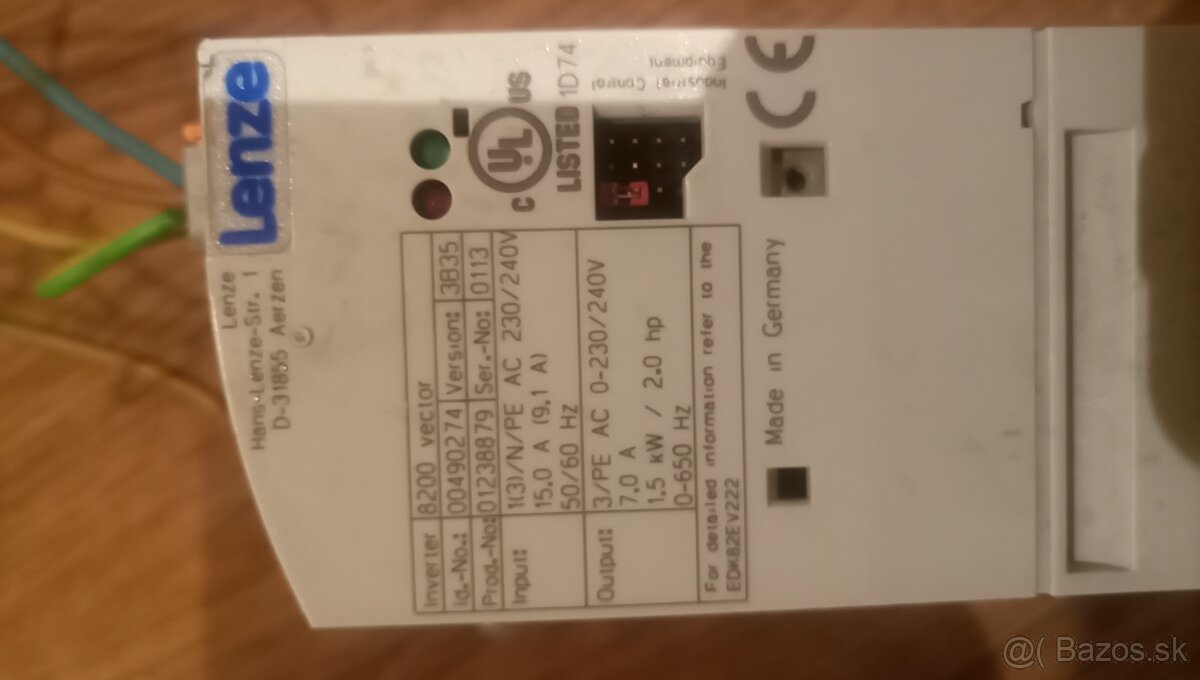 Lenze
Lenze
Hans-Lenze-Str. 1
D-31855 Aerzen
C UL US
LISTED 1D74
Industrial Control
Equipment
CE
Inverter 8200 vector
Id.-No.: 00490274 Version: 3B35
Prod.-No: 01238879 Ser.-No: 0113
Input: 1(3)/N/PE AC 230/240V
15.0 A (9,1 A)
50/60 Hz
Output: 3/PE AC 0-230/240V
7.0 A
1.5 kW / 2.0 hp
0-650 Hz
For detailed information refer to the
EDK82EV222
Made in Germany
@( Bazos.sk